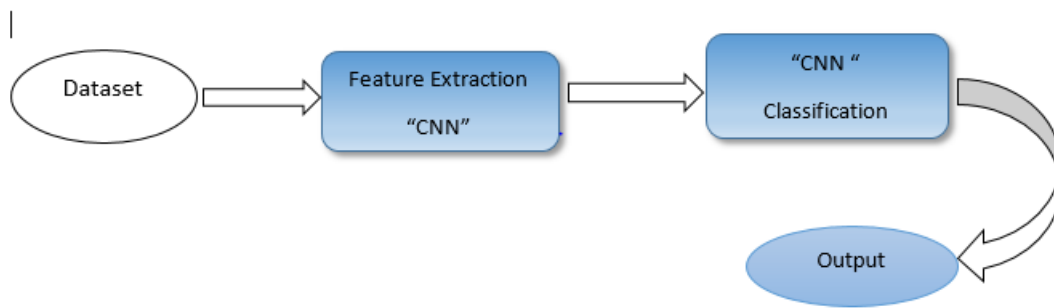 Dataset
Feature Extraction
“CNN”
“CNN “
Classification
Output